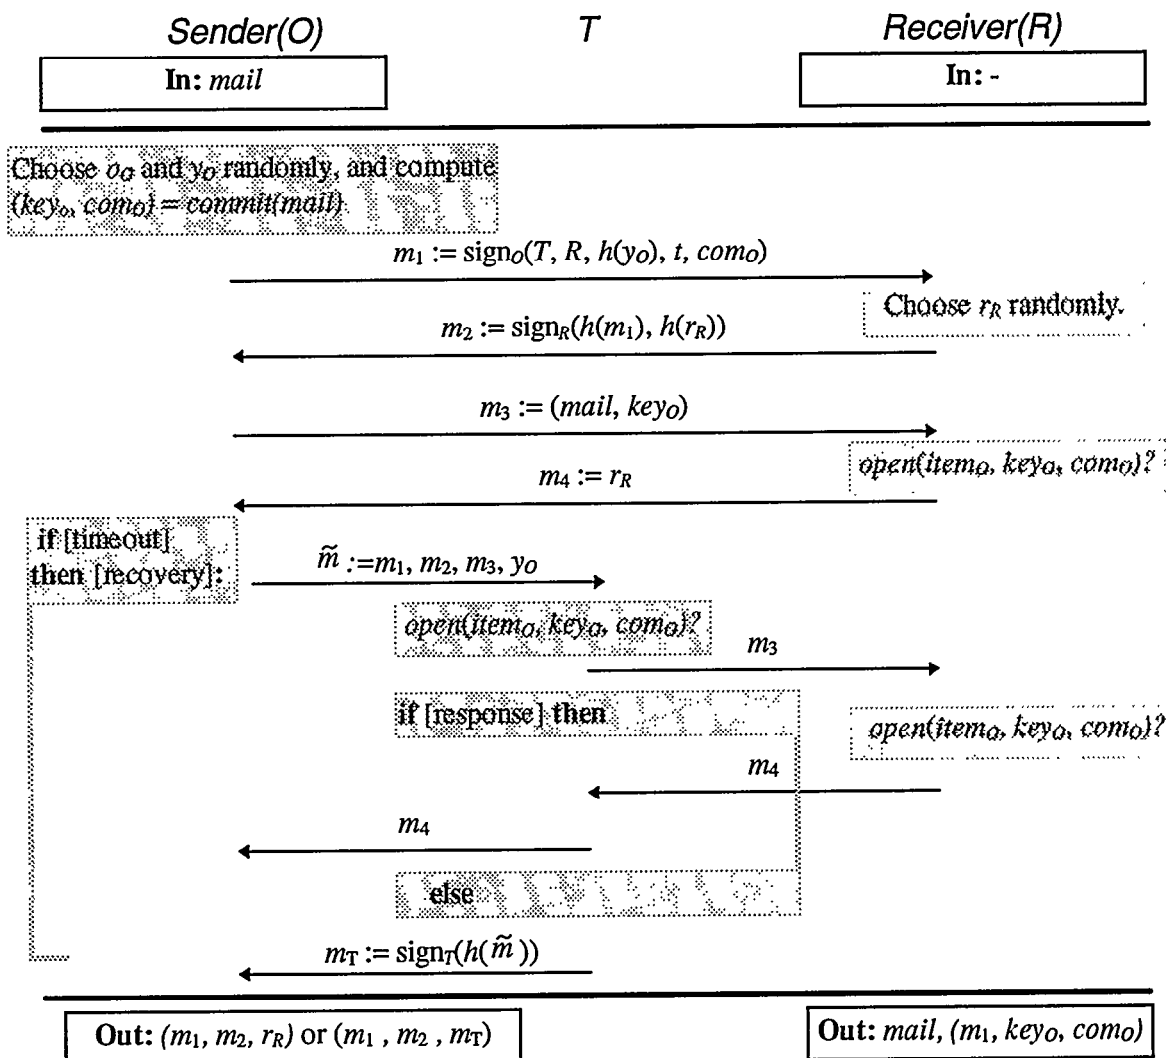 Sender(O) T Receiver(R)
In: mail In: -
Choose o_O and y_O randomly, and compute
(key_o, com_O) = commit(mail)
m_1 := sign_O(T, R, h(y_O), t, com_O)
Choose r_R randomly.
m_2 := sign_R(h(m_1), h(r_R))
m_3 := (mail, key_O)
open(item_O, key_O, com_O)?
m_4 := r_R
if [timeout]
then [recovery]:
m̃ :=m_1, m_2, m_3, y_O
open(item_O, key_O, com_O)?
m_3
if [response] then
open(item_O, key_O, com_O)?
m_4
m_4
else
m_T := sign_T(h(m̃ ))
Out: (m_1, m_2, r_R) or (m_1 , m_2 , m_T) Out: mail, (m_1, key_O, com_O)